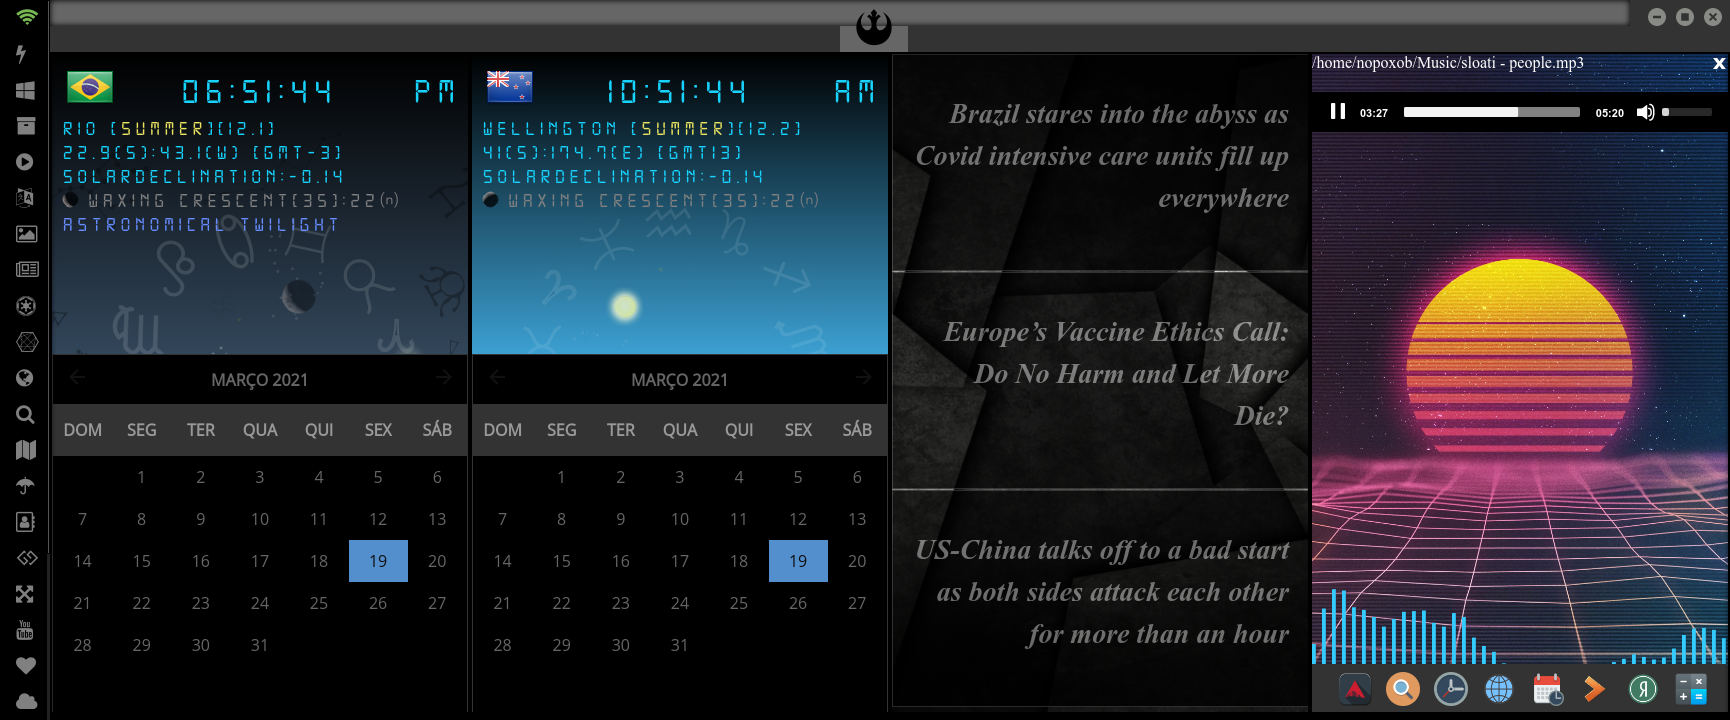 06:51:44 PM
RIO (SUMMER)(12.1)
22.9(S):43.1(W) (GMT-3)
SOLARDECLINATION:-0.14
WAXING CRESCENT(35):22(n)
ASTRONOMICAL TWILIGHT
MARÇO 2021
DOM SEG TER QUA QUI SEX SÁB
1 2 3 4 5 6
7 8 9 10 11 12 13
14 15 16 17 18 19 20
21 22 23 24 25 26 27
28 29 30 31
10:51:44 AM
WELLINGTON (SUMMER)(12.2)
41(S):174.7(E) (GMT13)
SOLARDECLINATION:-0.14
WAXING CRESCENT(35):22(n)
MARÇO 2021
DOM SEG TER QUA QUI SEX SÁB
1 2 3 4 5 6
7 8 9 10 11 12 13
14 15 16 17 18 19 20
21 22 23 24 25 26 27
28 29 30 31
Brazil stares into the abyss as
Covid intensive care units fill up
everywhere
Europe’s Vaccine Ethics Call:
Do No Harm and Let More
Die?
US-China talks off to a bad start
as both sides attack each other
for more than an hour
/home/nopoxob/Music/sloati - people.mp3 x
03:27 05:20
You
Tube
Я